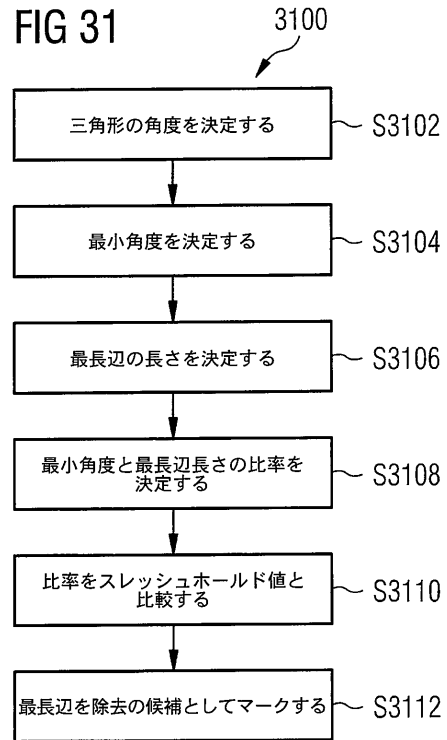 FIG 31
3100
三角形の角度を決定する
S3102
最小角度を決定する
S3104
最長辺の長さを決定する
S3106
最小角度と最長辺長さの比率を
決定する
S3108
比率をスレッシュホールド値と
比較する
S3110
最長辺を除去の候補としてマークする
S3112